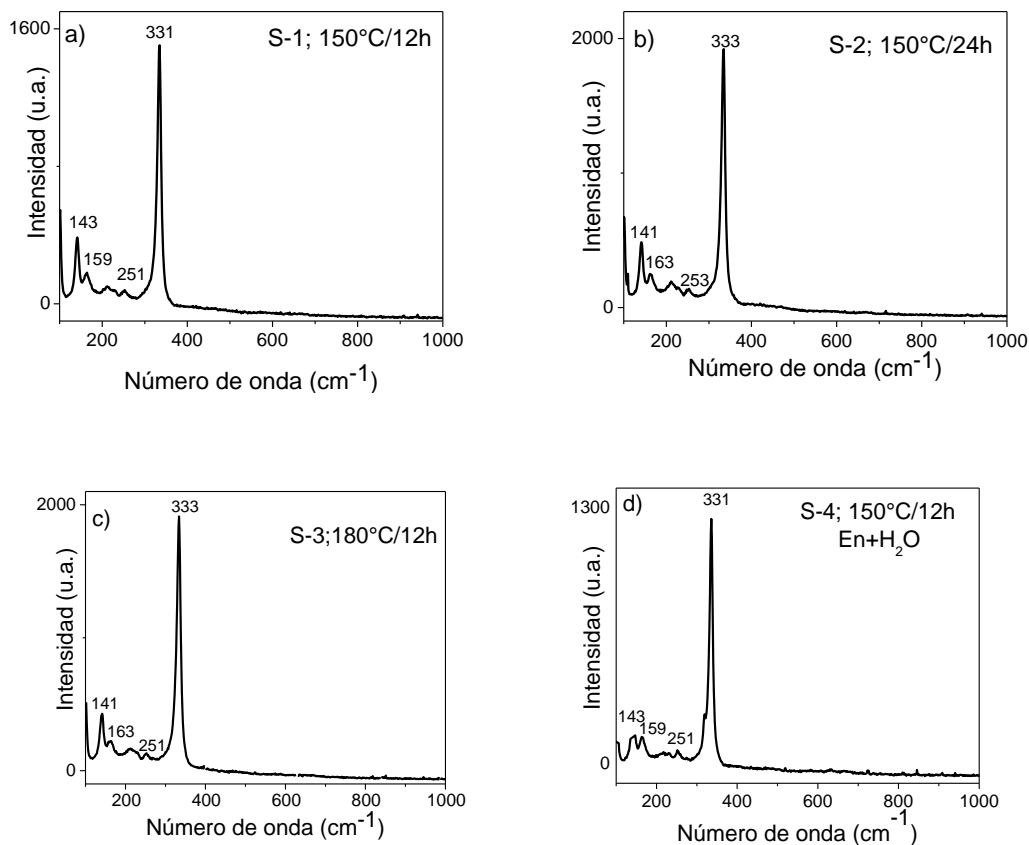 a)
S-1; 150°C/12h
1600
331
143
159
251
0
Intensidad (u.a.)
200
400
600
800
1000
Número de onda (cm-1)
b)
S-2; 150°C/24h
2000
333
141
163
253
0
Intensidad (u.a.)
200
400
600
800
1000
Número de onda (cm-1)
c)
S-3;180°C/12h
2000
333
141
163
251
0
Intensidad (u.a.)
200
400
600
800
1000
Número de onda (cm-1)
d)
S-4; 150°C/12h
En+H2O
1300
331
143
159
251
0
Intensidad (u.a.)
200
400
600
800
1000
Número de onda (cm-1)